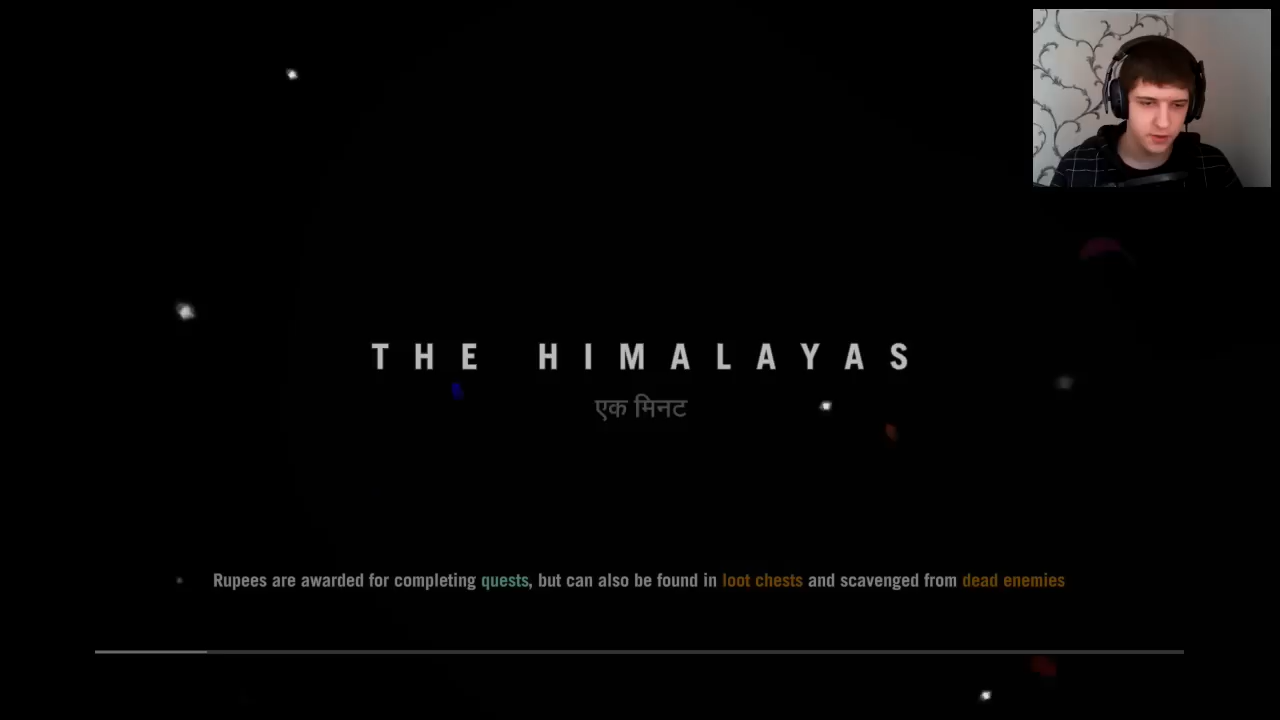 THE HIMALAYAS
एक मिनट
Rupees are awarded for completing quests, but can also be found in loot chests and scavenged from dead enemies